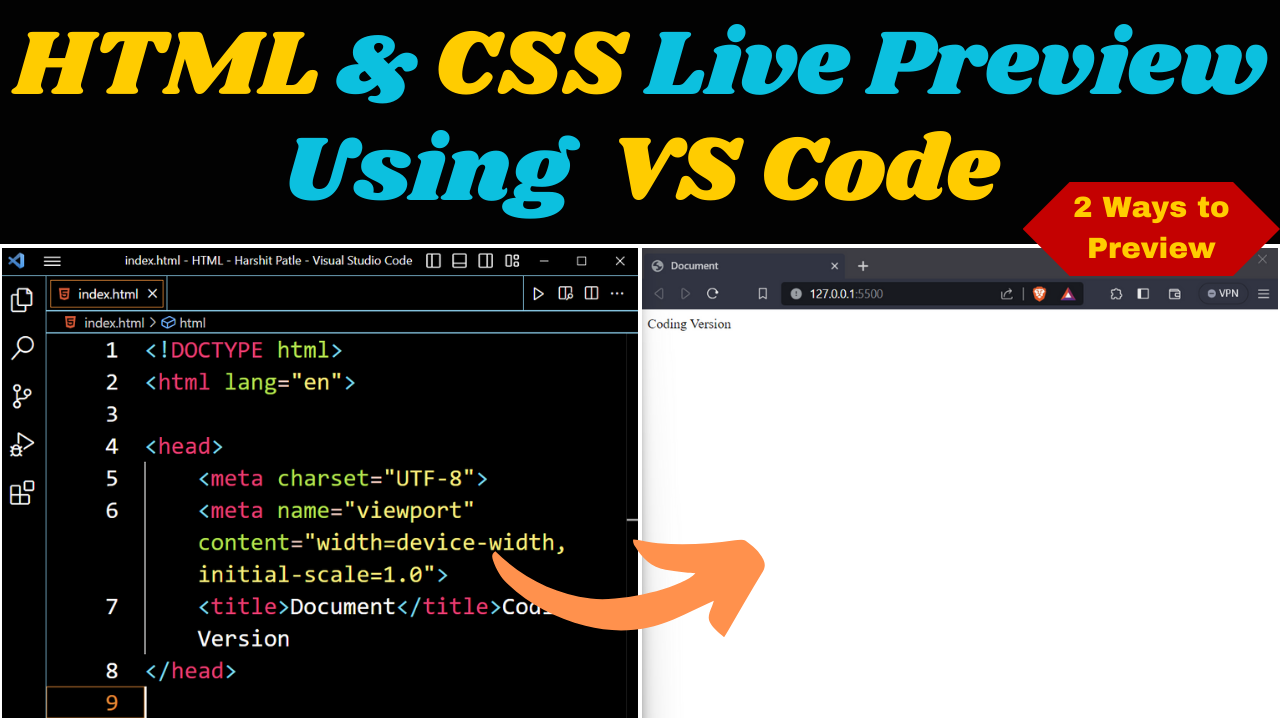 HTML & CSS Live Preview
Using VS Code
2 Ways to
Preview
index.html - HTML - Harshit Patle - Visual Studio Code
index.html
index.html > html
1 <!DOCTYPE html>
2 <html lang="en">
3
4 <head>
5 <meta charset="UTF-8">
6 <meta name="viewport"
content="width=device-width,
initial-scale=1.0">
7 <title>Document</title>
Version
8 </head>
9
Document
127.0.0.1:5500
VPN
Coding Version